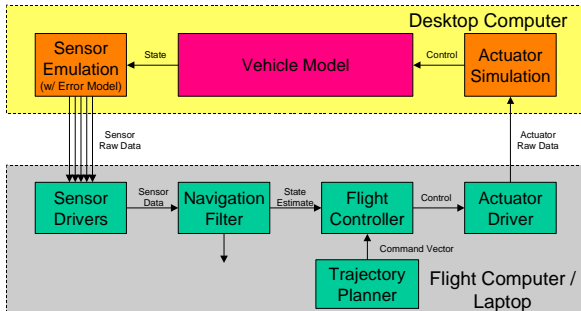 Desktop Computer
Sensor
Emulation
(w/ Error Model)
State
Vehicle Model
Control
Actuator
Simulation
Sensor
Raw Data
Actuator
Raw Data
Sensor
Drivers
Sensor
Data
Navigation
Filter
State
Estimate
Flight
Controller
Control
Actuator
Driver
Command Vector
Trajectory
Planner
Flight Computer /
Laptop